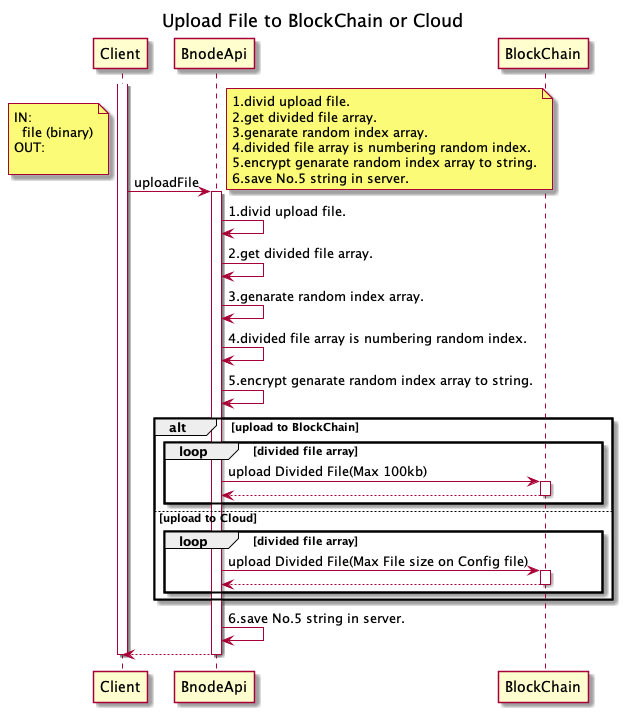 Upload File to BlockChain or Cloud
Client
BnodeApi
BlockChain
IN:
file (binary)
OUT:
1.divid upload file.
2.get divided file array.
3.genarate random index array.
4.divided file array is numbering random index.
5.encrypt genarate random index array to string.
6.save No.5 string in server.
uploadFile
1.divid upload file.
2.get divided file array.
3.genarate random index array.
4.divided file array is numbering random index.
5.encrypt genarate random index array to string.
alt [upload to BlockChain]
loop [divided file array]
upload Divided File(Max 100kb)
[upload to Cloud]
loop [divided file array]
upload Divided File(Max File size on Config file)
6.save No.5 string in server.
Client
BnodeApi
BlockChain